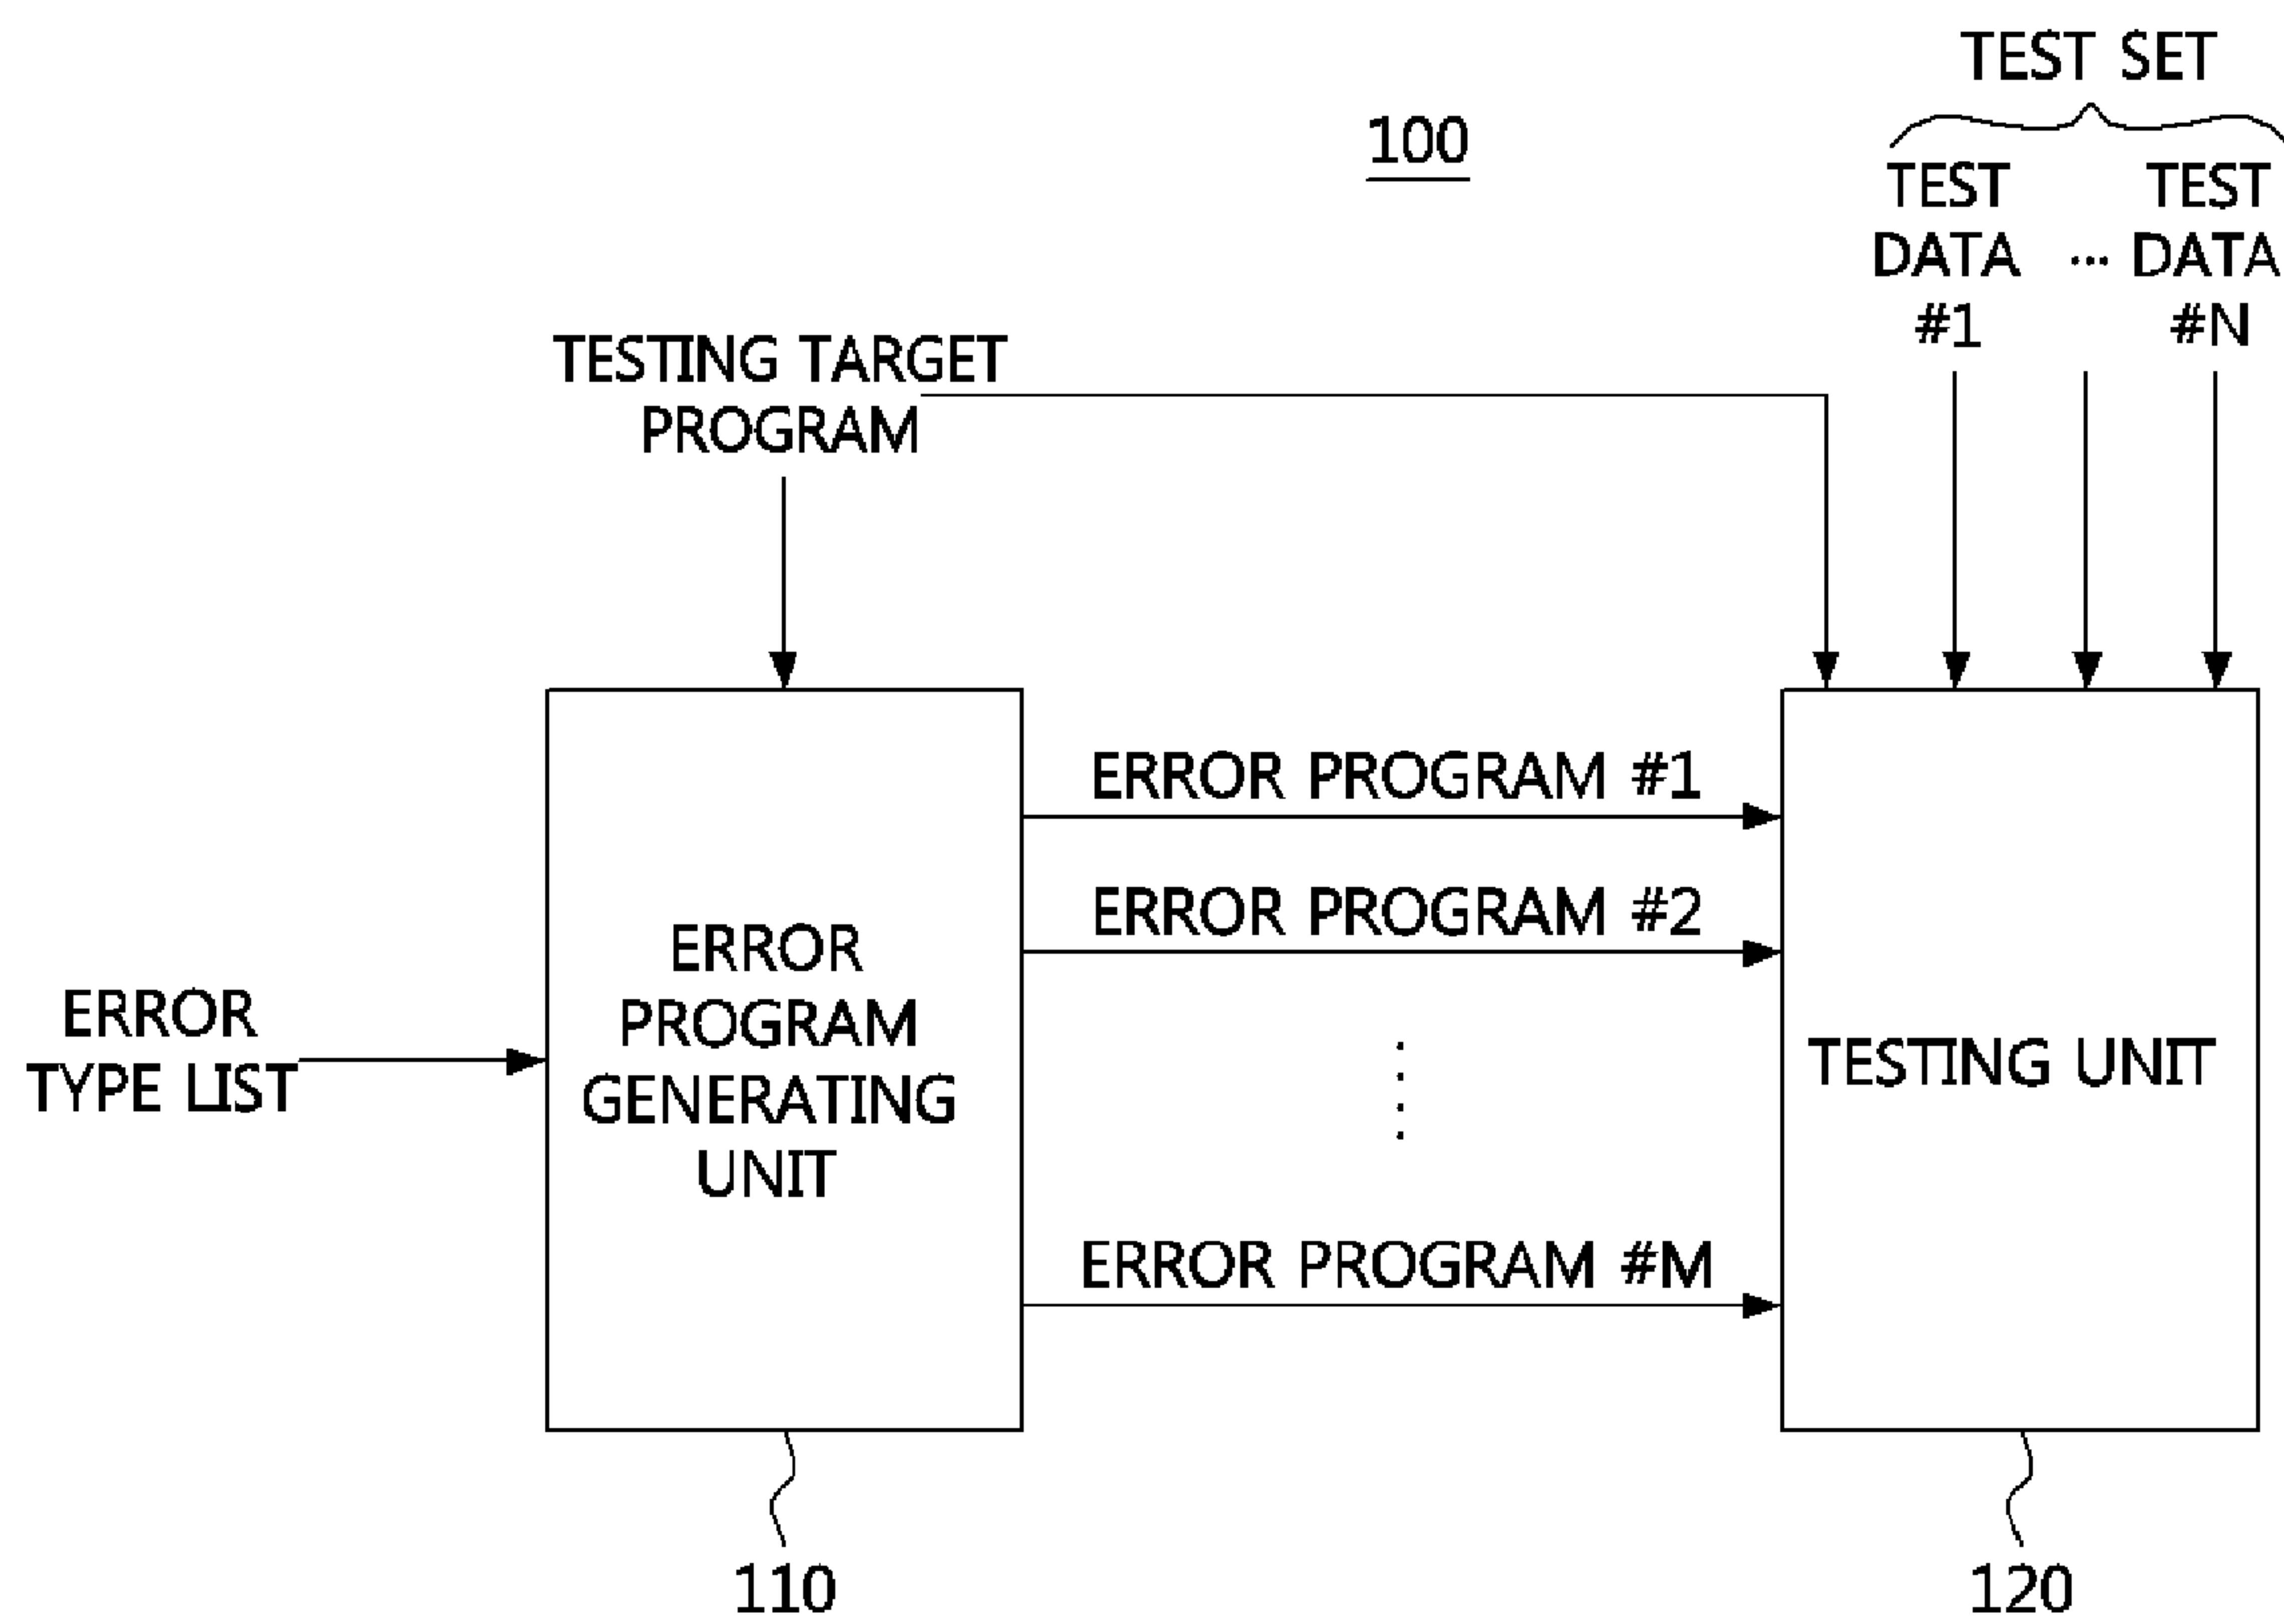 TEST SET
100
TEST
DATA
#1
...
TEST
DATA
#N
TESTING TARGET
PROGRAM
ERROR PROGRAM #1
ERROR PROGRAM #2
ERROR PROGRAM #M
ERROR
TYPE LIST
ERROR
PROGRAM
GENERATING
UNIT
TESTING UNIT
110
120